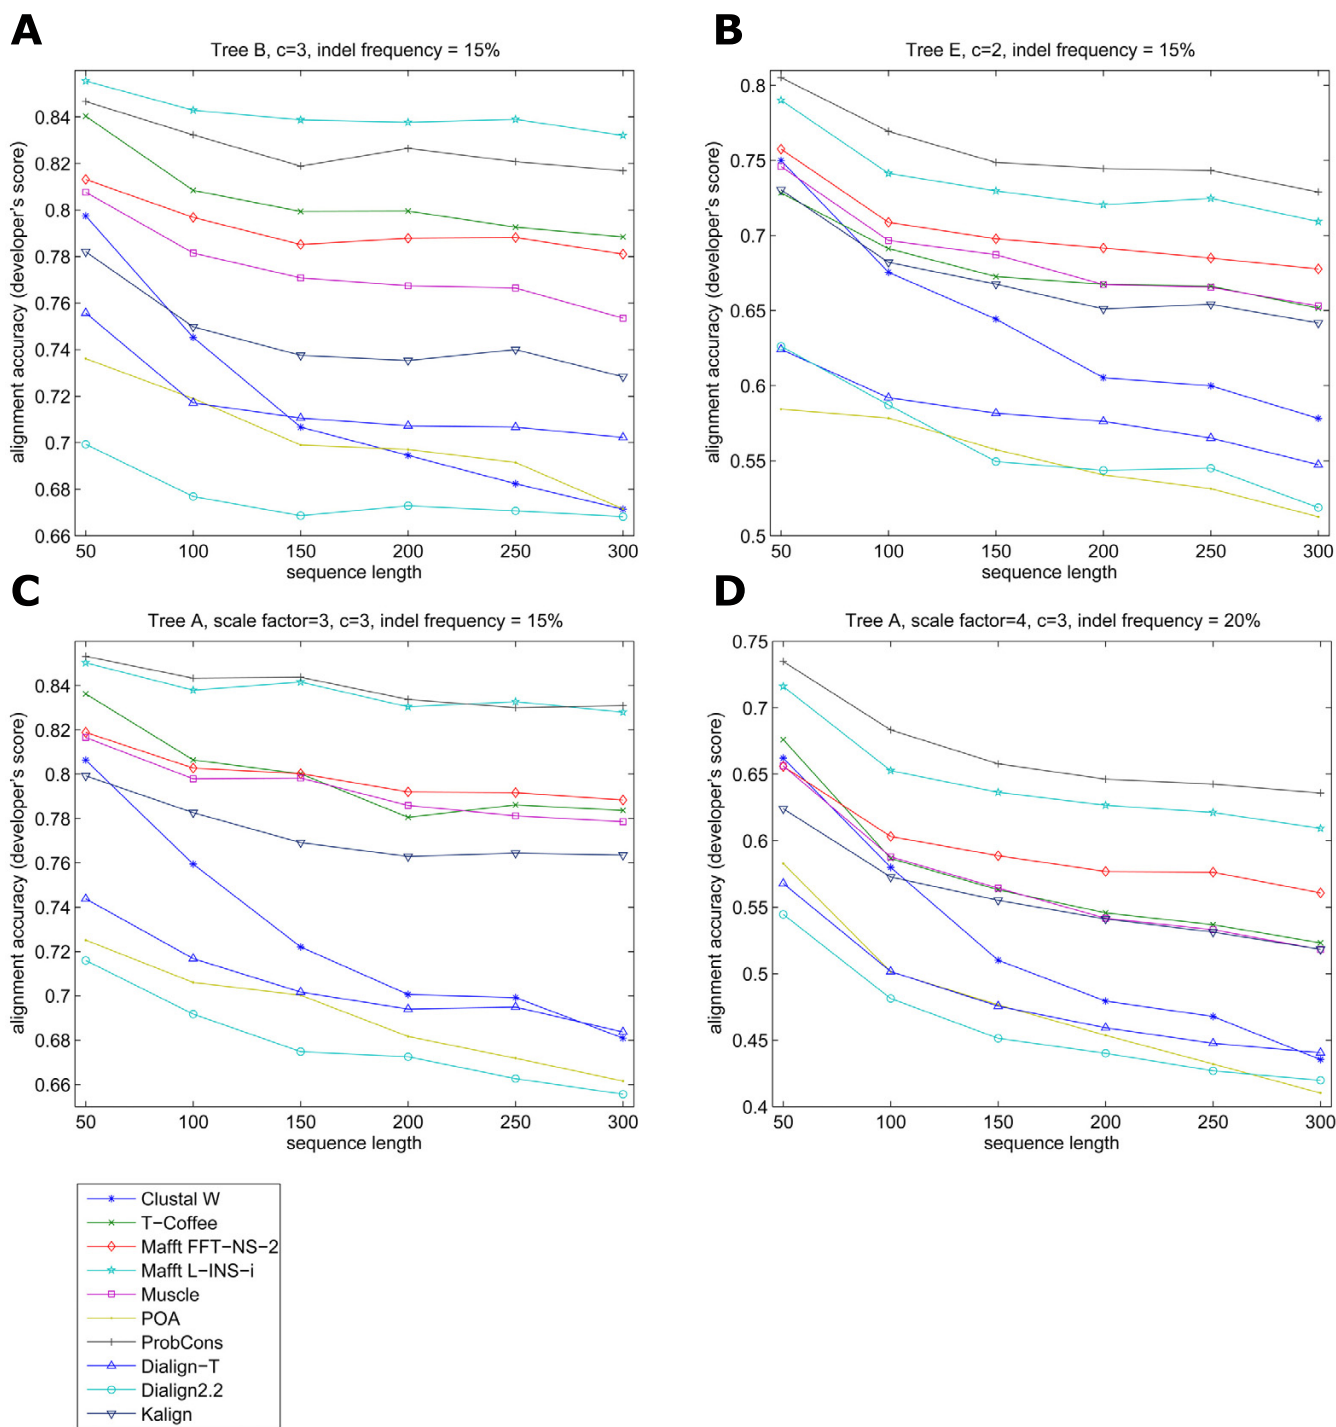 A
Tree B, c=3, indel frequency = 15%
alignment accuracy (developer's score)
0.84
0.82
0.8
0.78
0.76
0.74
0.72
0.7
0.68
0.66
50 100 150 200 250 300
sequence length
B
Tree E, c=2, indel frequency = 15%
alignment accuracy (developer's score)
0.8
0.75
0.7
0.65
0.6
0.55
0.5
50 100 150 200 250 300
sequence length
C
Tree A, scale factor=3, c=3, indel frequency = 15%
alignment accuracy (developer's score)
0.84
0.82
0.8
0.78
0.76
0.74
0.72
0.7
0.68
0.66
50 100 150 200 250 300
sequence length
D
Tree A, scale factor=4, c=3, indel frequency = 20%
alignment accuracy (developer's score)
0.75
0.7
0.65
0.6
0.55
0.5
0.45
0.4
50 100 150 200 250 300
sequence length
Clustal W
T−Coffee
Mafft FFT−NS−2
Mafft L−INS−i
Muscle
POA
ProbCons
Dialign−T
Dialign2.2
Kalign